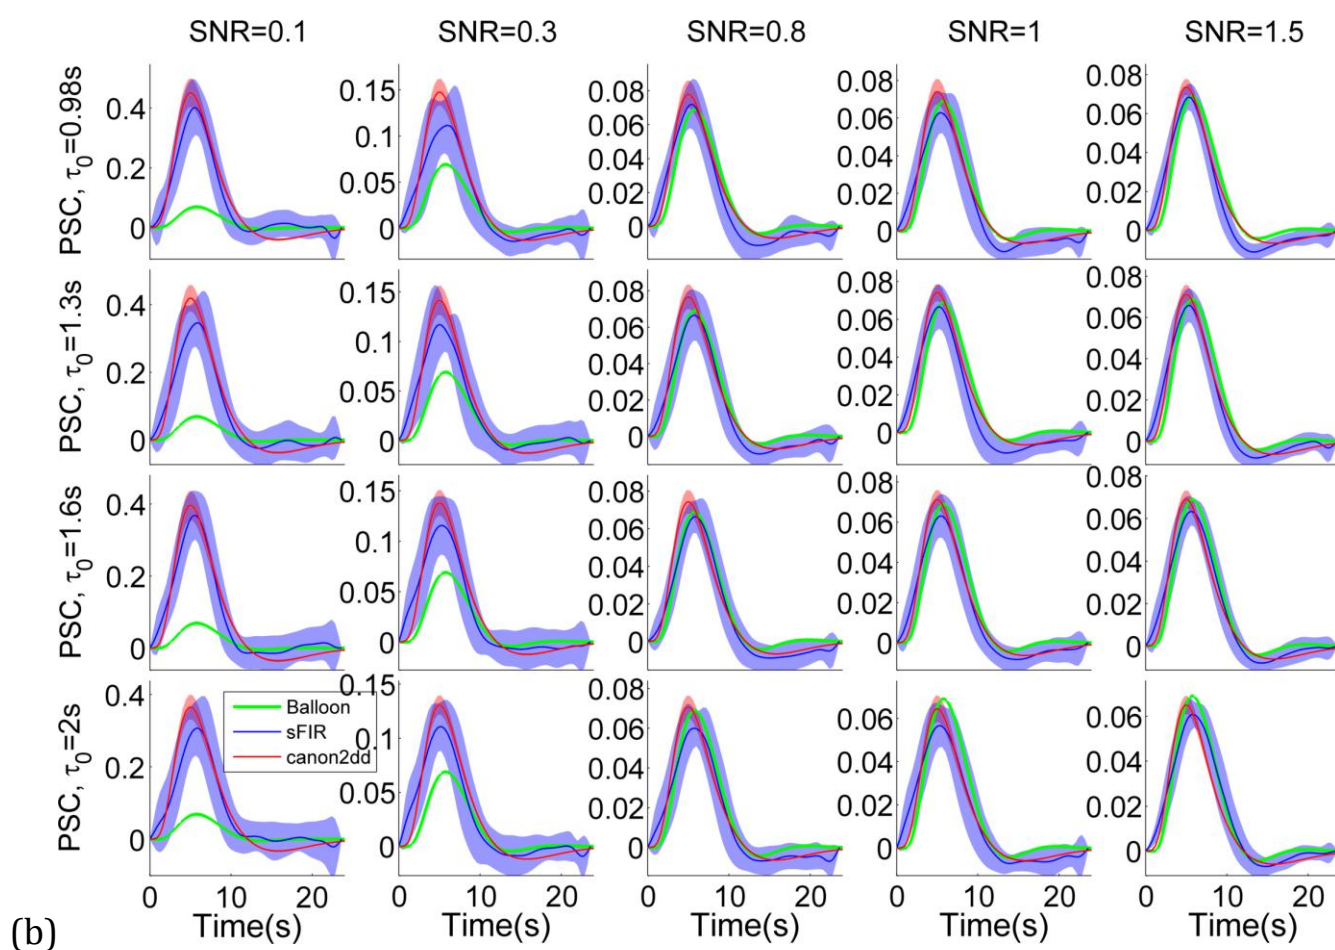 SNR=0.1 SNR=0.3 SNR=0.8 SNR=1 SNR=1.5
PSC, τ0=0.98s
0.4 0.2 0
0.15 0.1 0.05 0
0.08 0.06 0.04 0.02 0
0.08 0.06 0.04 0.02 0
0.08 0.06 0.04 0.02 0
PSC, τ0=1.3s
0.4 0.2 0
0.15 0.1 0.05 0
0.08 0.06 0.04 0.02 0
0.08 0.06 0.04 0.02 0
0.08 0.06 0.04 0.02 0
PSC, τ0=1.6s
0.4 0.2 0
0.15 0.1 0.05 0
0.08 0.06 0.04 0.02 0
0.08 0.06 0.04 0.02 0
0.08 0.06 0.04 0.02 0
PSC, τ0=2s
0.4 0.2 0
Balloon
sFIR
canon2dd
0.15 0.1 0.05 0
0.08 0.06 0.04 0.02 0
0.06 0.04 0.02 0
0.06 0.04 0.02 0
0 10 20 0 10 20 0 10 20 0 10 20 0 10 20
Time(s) Time(s) Time(s) Time(s) Time(s)
(b)